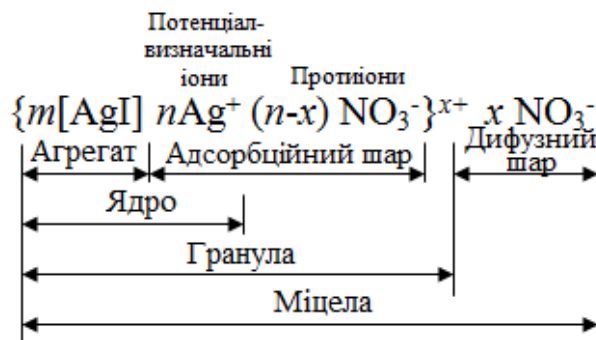 Потенціал-
визначальні
іони
Протиіони
{m[AgI] nAg⁺ (n-x) NO₃⁻}ˣ⁺ x NO₃⁻
Агрегат
Адсорбційний шар
Дифузний
шар
Ядро
Гранула
Міцела